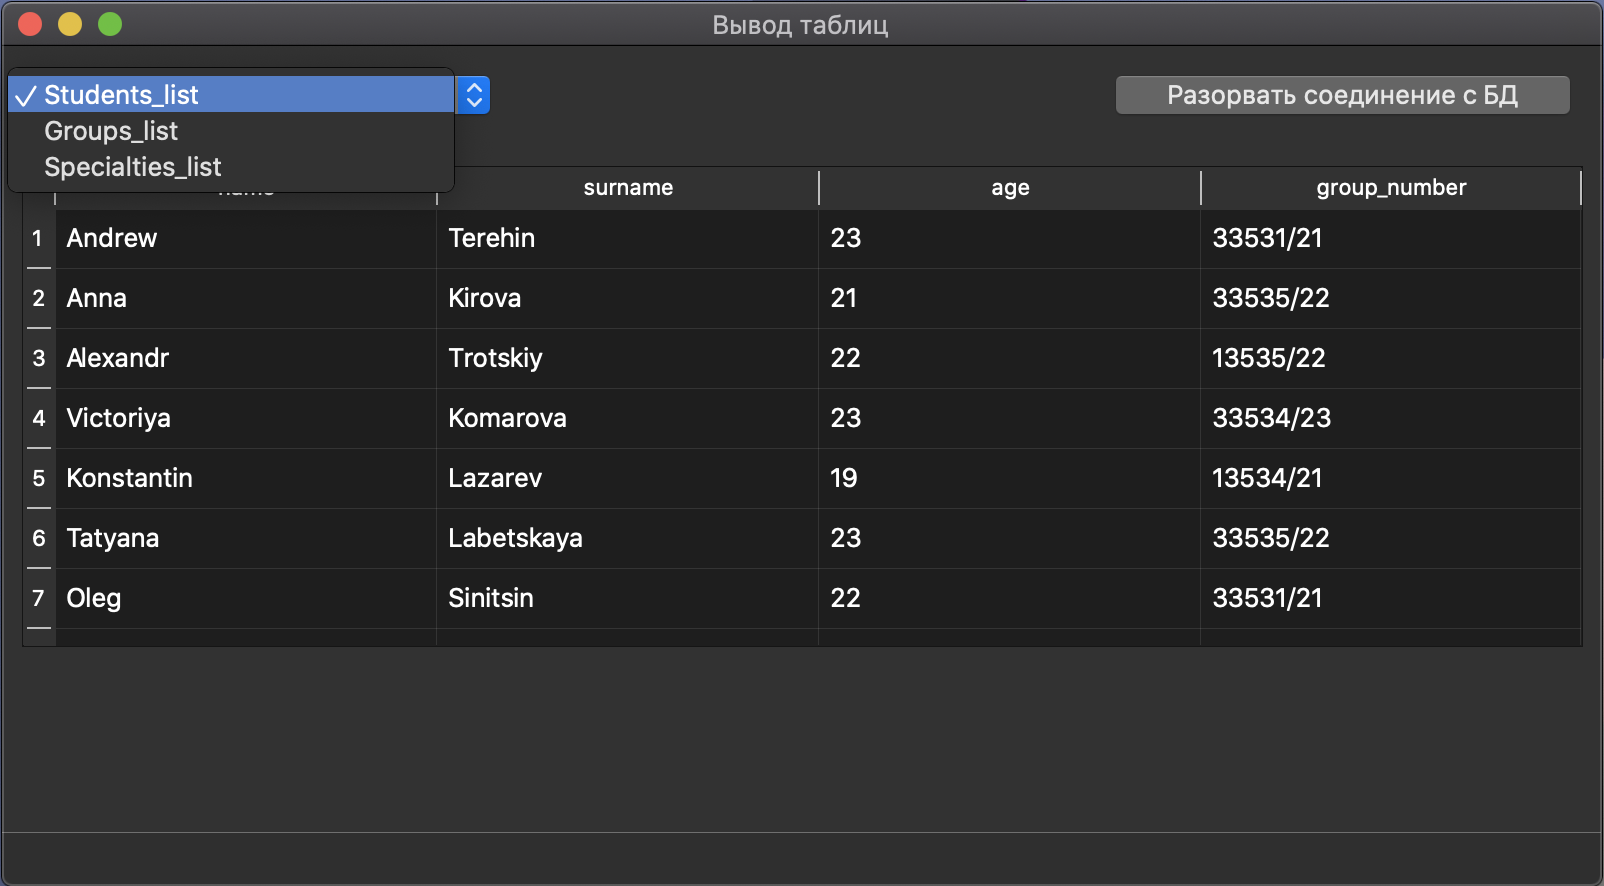 Вывод таблиц
Students_list
Groups_list
Specialties_list
Разорвать соединение с БД
name surname age group_number
1 Andrew Terehin 23 33531/21
2 Anna Kirova 21 33535/22
3 Alexandr Trotskiy 22 13535/22
4 Victoriya Komarova 23 33534/23
5 Konstantin Lazarev 19 13534/21
6 Tatyana Labetskaya 23 33535/22
7 Oleg Sinitsin 22 33531/21